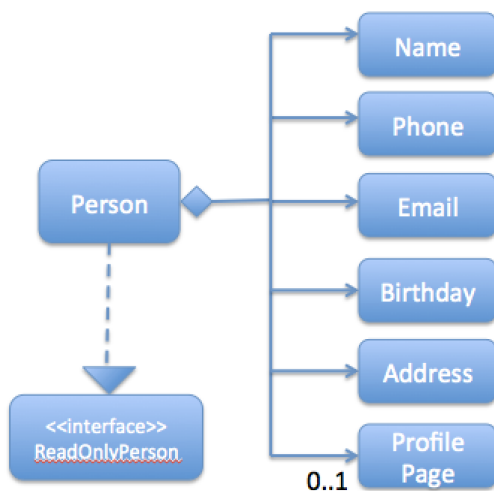 Name
Phone
Person
Email
Birthday
Address
<<interface>>
ReadOnlyPerson
Profile
Page
0..1